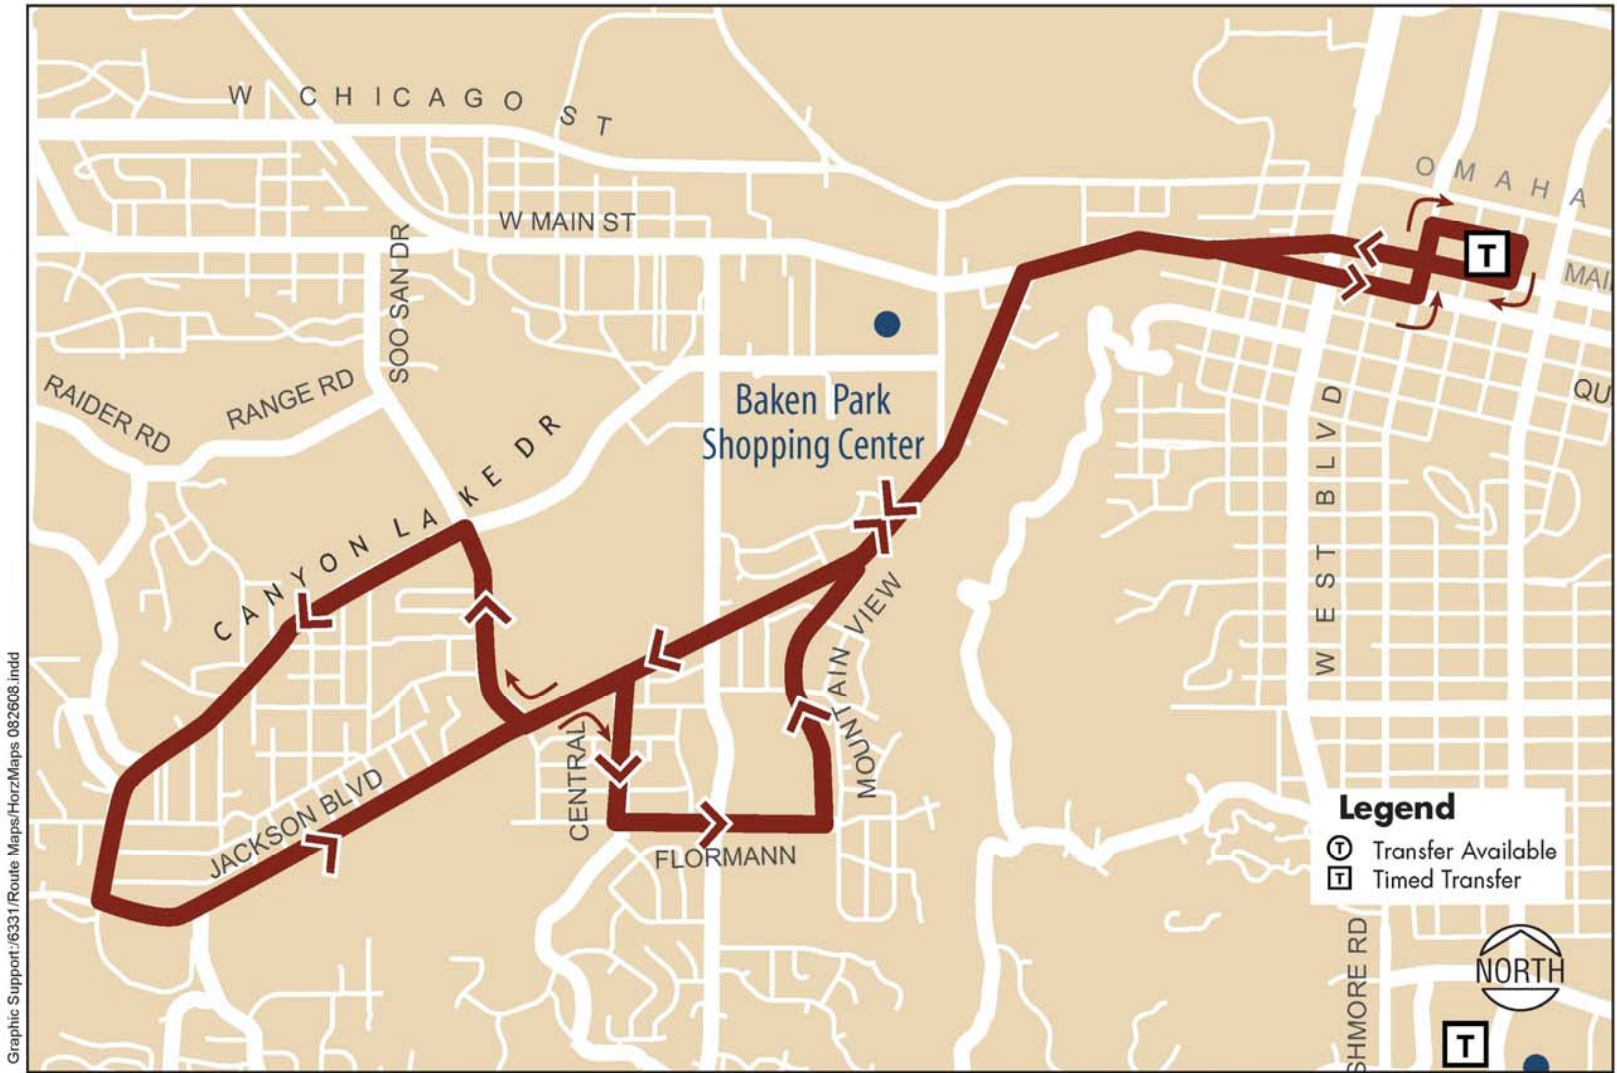 W CHICAGO ST
OMAHA
W MAIN ST
SOO SAN DR
MAI
RAIDER RD
RANGE RD
QU
Baken Park
Shopping Center
CANYON LAKE DR
WEST BLVD
MOUNTAIN VIEW
CENTRAL
JACKSON BLVD
FLORMANN
Legend
T Transfer Available
T Timed Transfer
SHMORE RD
NORTH
T
T
Graphic Support:/6331/Route Maps/HorzMaps 082608.indd